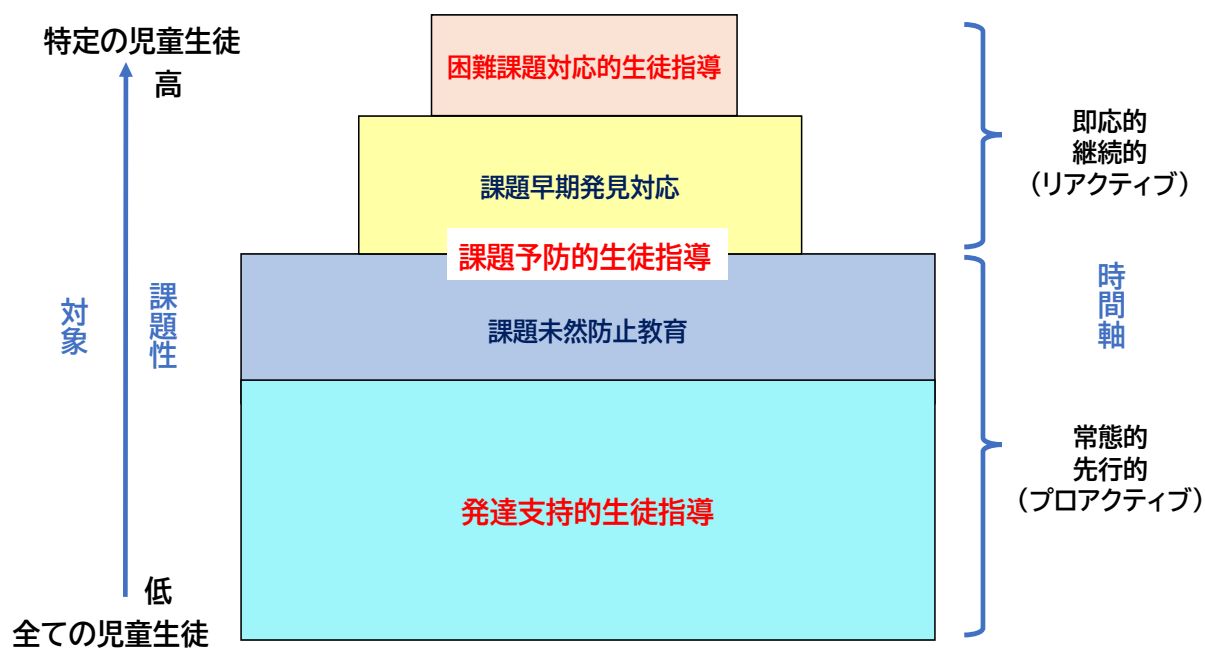 特定の児童生徒
高
困難課題対応的生徒指導
即応的
継続的
（リアクティブ）
課題早期発見対応
課題予防的生徒指導
対象
課題性
課題未然防止教育
時間軸
常態的
先行的
（プロアクティブ）
発達支持的生徒指導
低
全ての児童生徒